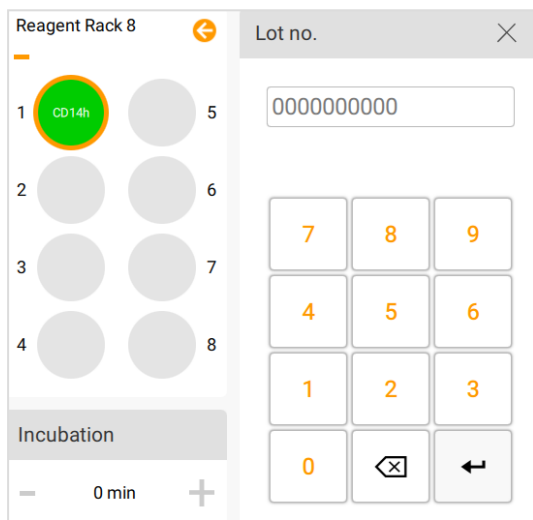 Reagent Rack 8
1 CD14h 5
2 6
3 7
4 8
Incubation
0 min
Lot no.
0000000000
7 8 9
4 5 6
1 2 3
0